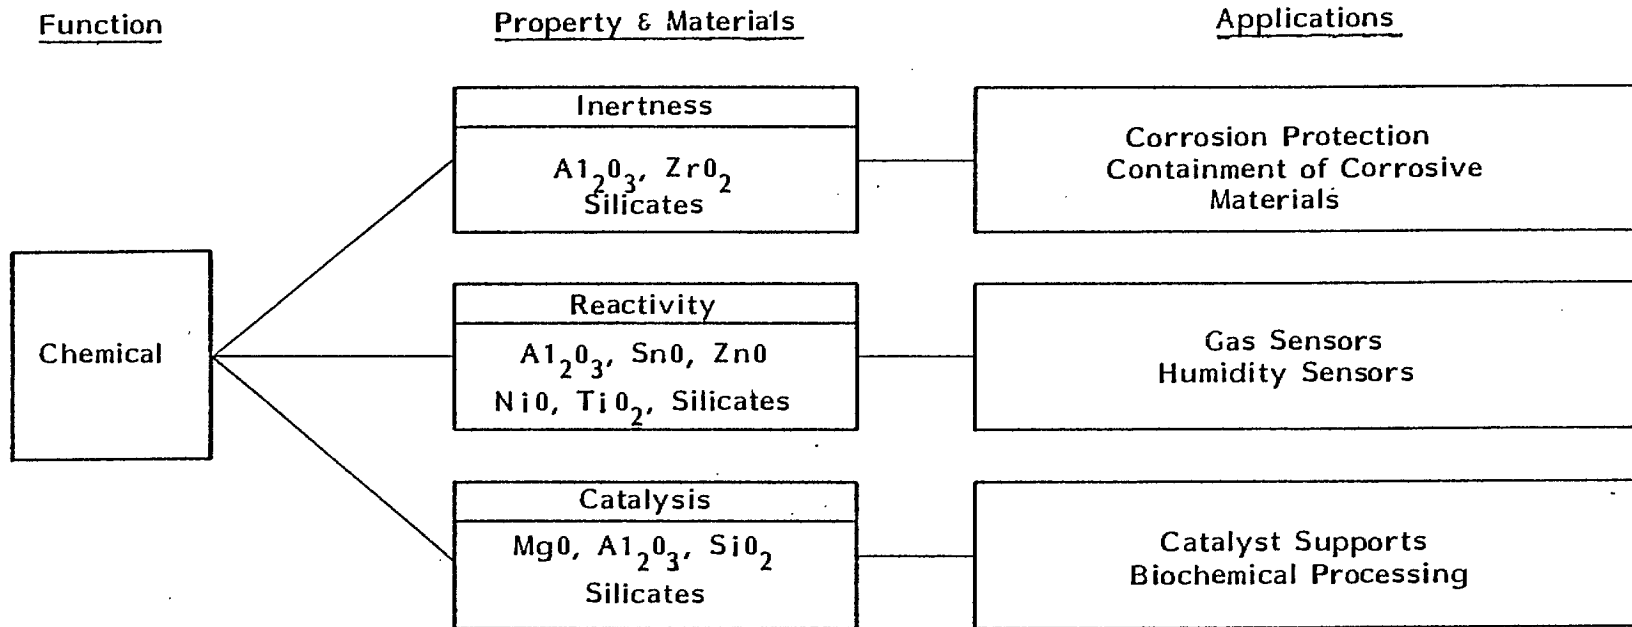 Function
Property & Materials
Applications
Inertness
Al₂O₃, ZrO₂
Silicates
Corrosion Protection
Containment of Corrosive
Materials
Chemical
Reactivity
Al₂O₃, SnO, ZnO
NiO, TiO₂, Silicates
Gas Sensors
Humidity Sensors
Catalysis
MgO, Al₂O₃, SiO₂
Silicates
Catalyst Supports
Biochemical Processing